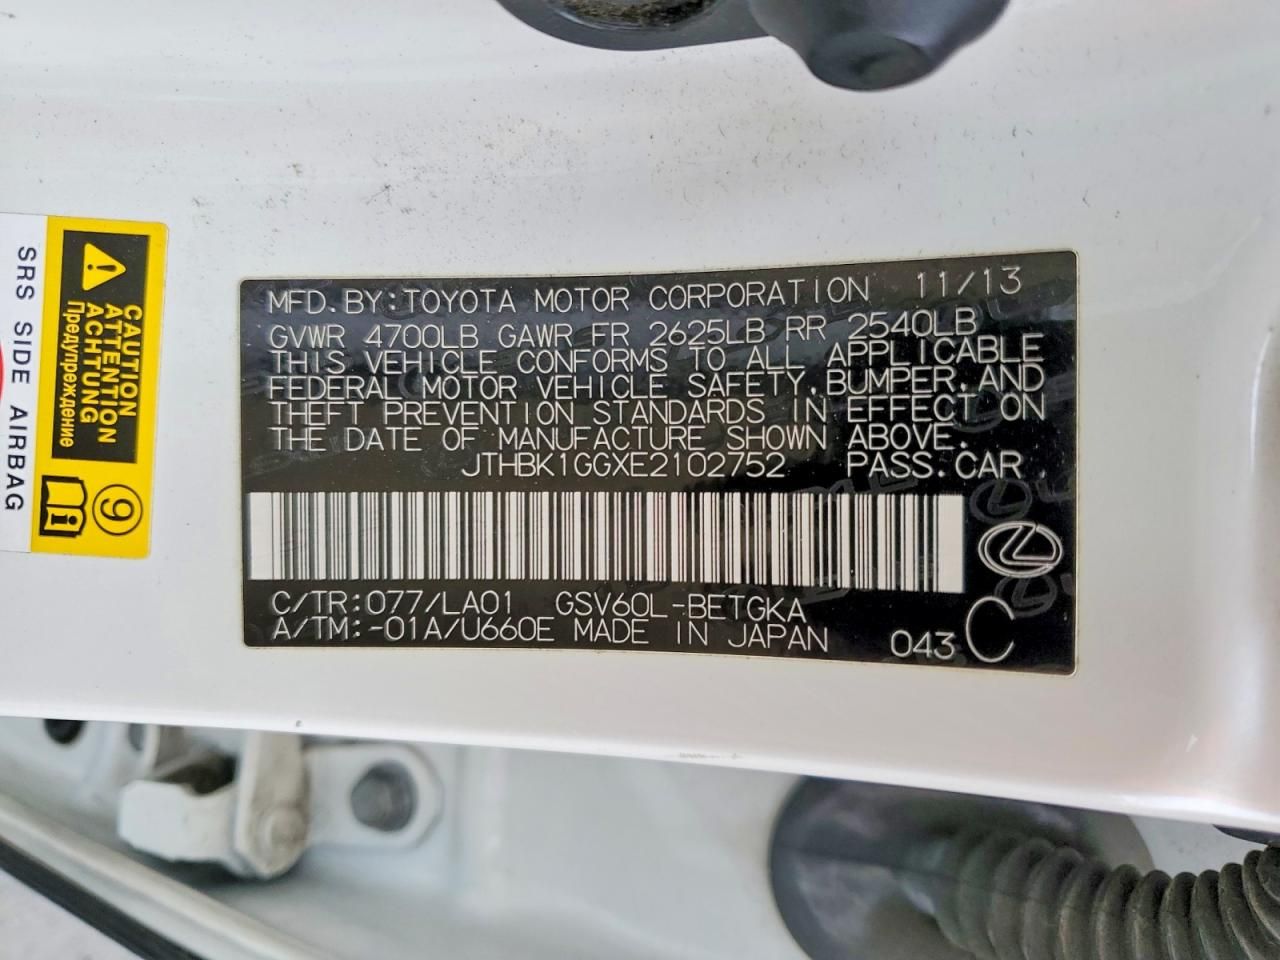 MFD.BY:TOYOTA MOTOR CORPORATION 11/13
GVWR 4700LB GAWR FR 2625LB RR 2540LB
THIS VEHICLE CONFORMS TO ALL APPLICABLE
FEDERAL MOTOR VEHICLE SAFETY,BUMPER,AND
THEFT PREVENTION STANDARDS IN EFFECT ON
THE DATE OF MANUFACTURE SHOWN ABOVE.
JTHBK1GGXE2102752 PASS.CAR
C/TR:077/LA01 GSV60L-BETGKA
A/TM:-01A/U660E MADE IN JAPAN 043 C
CAUTION
ATTENTION
ACHTUNG
Предупреждение
9
i
SRS SIDE AIRBAG